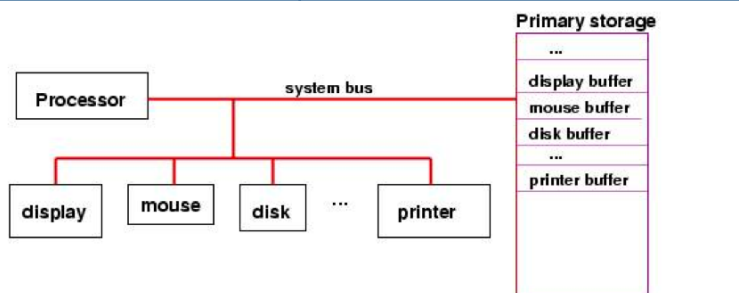 Primary storage
...
display buffer
mouse buffer
disk buffer
...
printer buffer
system bus
Processor
display
mouse
disk
...
printer